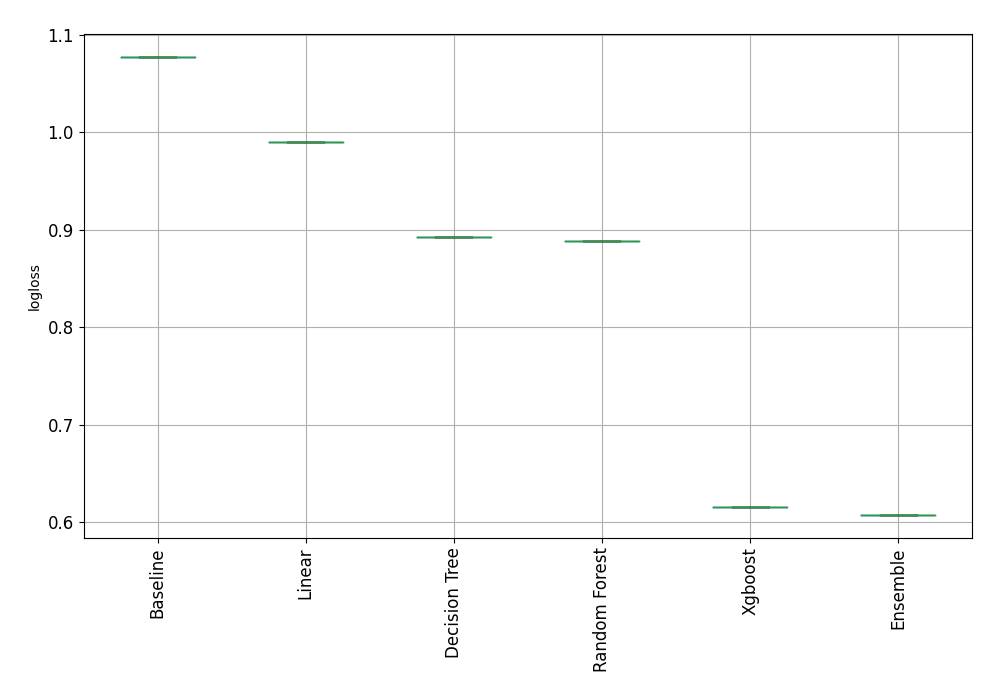 1.1
1.0
0.9
0.8
0.7
0.6
logloss
Baseline
Linear
Decision Tree
Random Forest
Xgboost
Ensemble